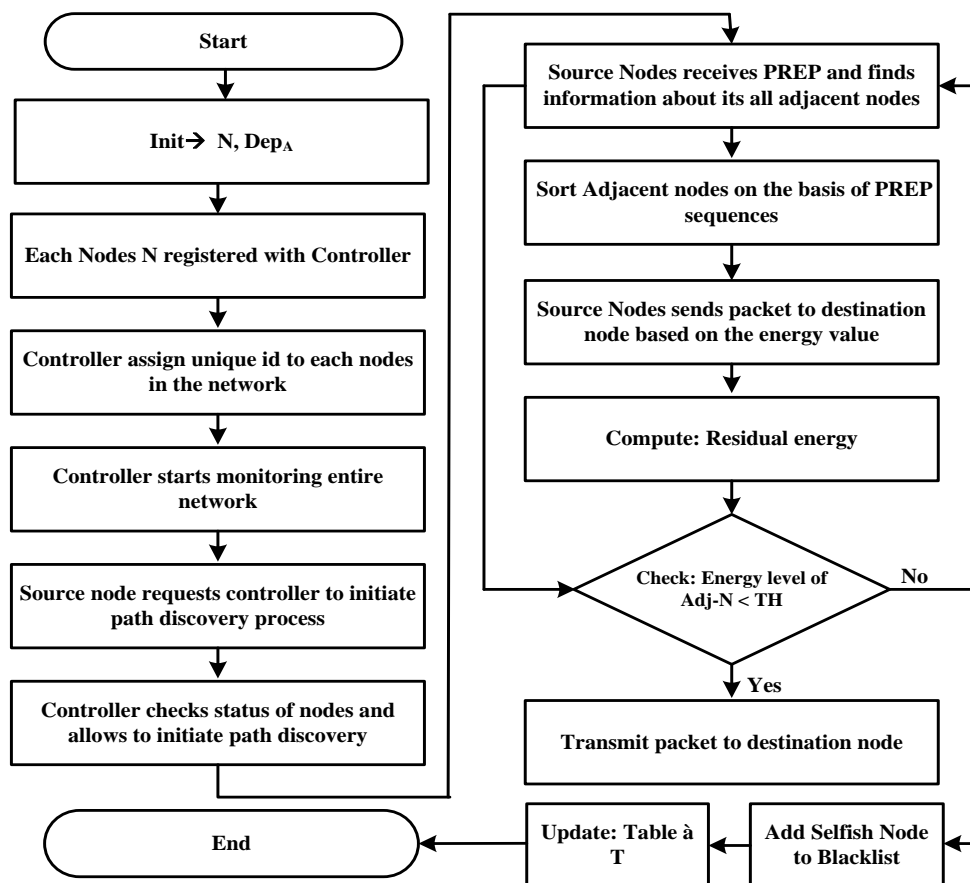 Start
Init→ N, Dep_A
Each Nodes N registered with Controller
Controller assign unique id to each nodes
in the network
Controller starts monitoring entire
network
Source node requests controller to initiate
path discovery process
Controller checks status of nodes and
allows to initiate path discovery
End
Source Nodes receives PREP and finds
information about its all adjacent nodes
Sort Adjacent nodes on the basis of PREP
sequences
Source Nodes sends packet to destination
node based on the energy value
Compute: Residual energy
Check: Energy level of
Adj-N < TH
No
Yes
Transmit packet to destination node
Update: Table à
T
Add Selfish Node
to Blacklist